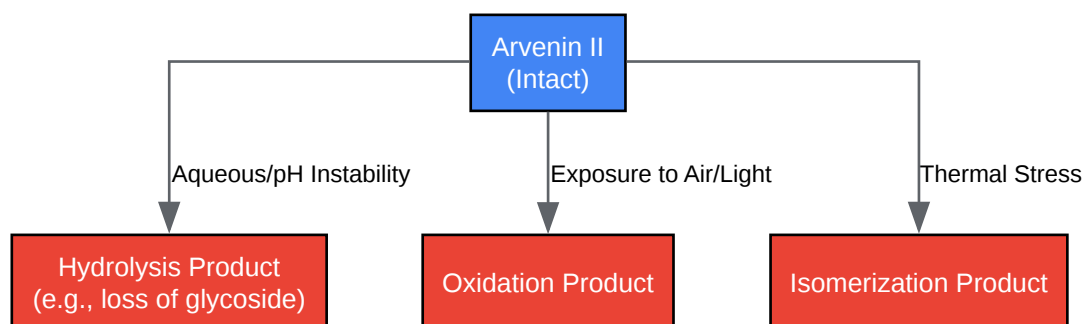 Arvenin II
(Intact)
Aqueous/pH Instability
Exposure to Air/Light
Thermal Stress
Hydrolysis Product
(e.g., loss of glycoside)
Oxidation Product
Isomerization Product